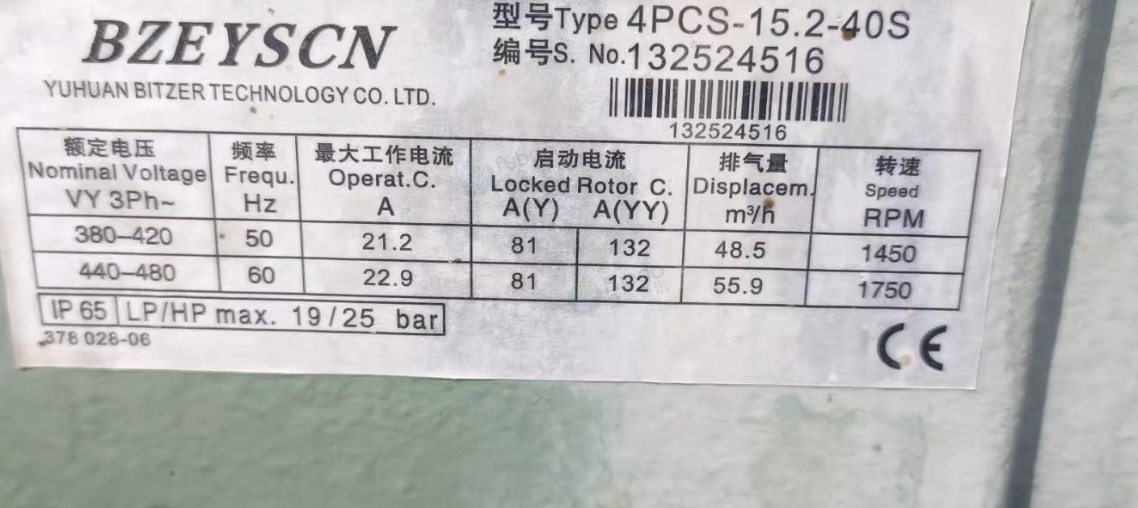 BZEYSCN
YUHUAN BITZER TECHNOLOGY CO. LTD.
型号Type 4PCS-15.2-40S
编号S. No.132524516
132524516
额定电压 频率 最大工作电流 启动电流 排气量 转速
Nominal Voltage Frequ. Operat.C. Locked Rotor C. Displacem. Speed
VY 3Ph~ Hz A A(Y) A(YY) m³/h RPM
380–420 50 21.2 81 132 48.5 1450
440–480 60 22.9 81 132 55.9 1750
IP 65 LP/HP max. 19/25 bar
378 028-06
CE